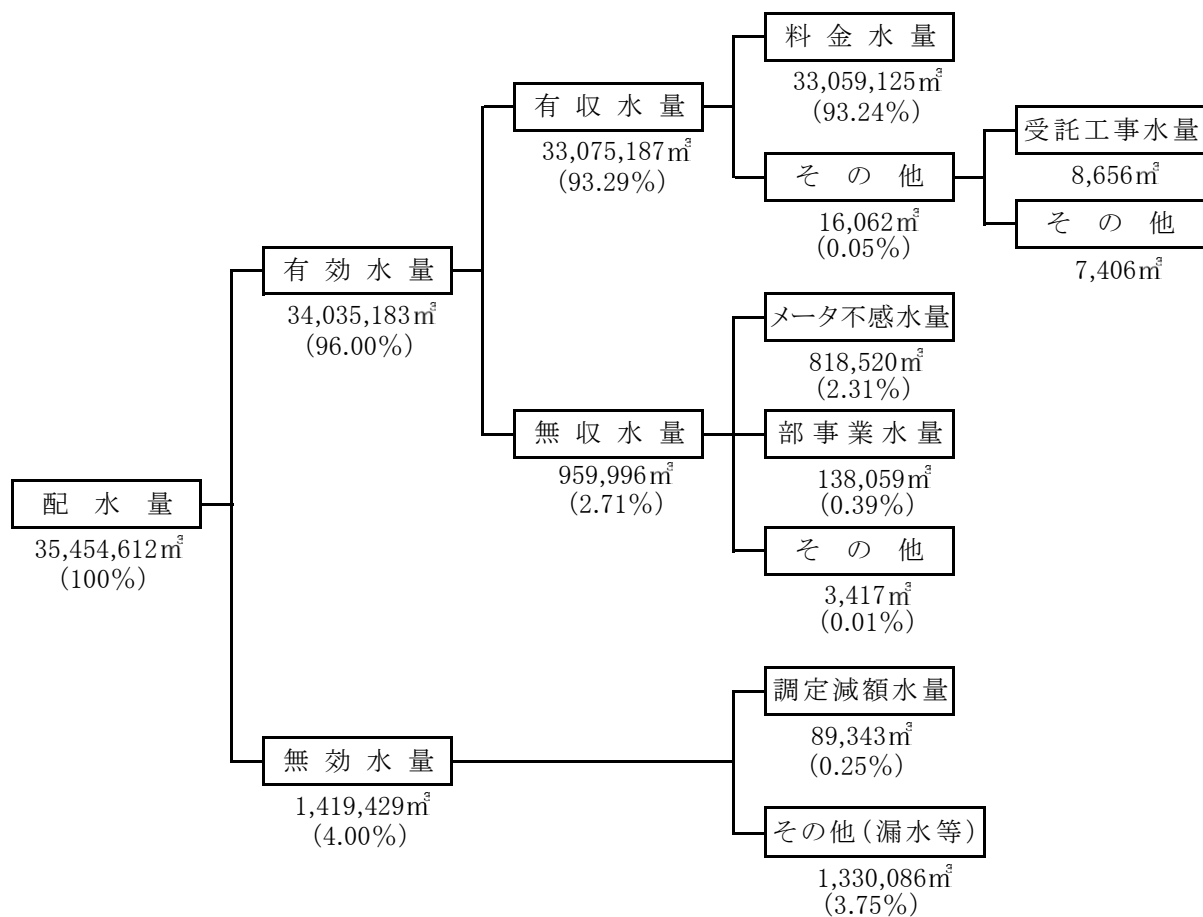 料金水量
33,059,125㎥
(93.24%)
有収水量
33,075,187㎥
(93.29%)
受託工事水量
8,656㎥
その他
16,062㎥
(0.05%)
その他
7,406㎥
有効水量
34,035,183㎥
(96.00%)
メータ不感水量
818,520㎥
(2.31%)
無収水量
959,996㎥
(2.71%)
部事業水量
138,059㎥
(0.39%)
配水量
35,454,612㎥
(100%)
その他
3,417㎥
(0.01%)
調定減額水量
89,343㎥
(0.25%)
無効水量
1,419,429㎥
(4.00%)
その他(漏水等)
1,330,086㎥
(3.75%)